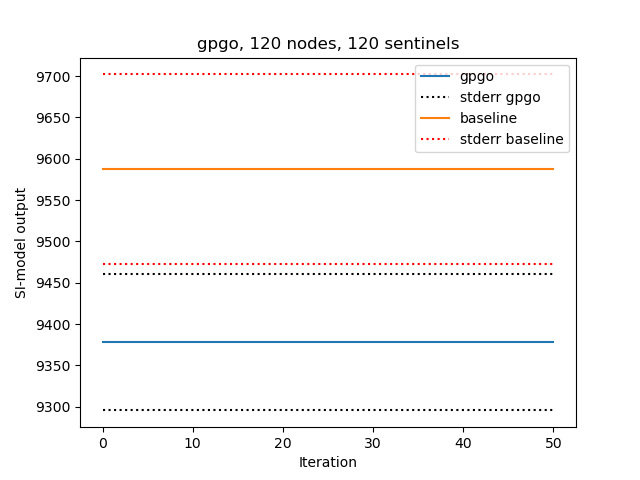 gpgo, 120 nodes, 120 sentinels
SI-model output
9700
9650
9600
9550
9500
9450
9400
9350
9300
gpgo
stderr gpgo
baseline
stderr baseline
0 10 20 30 40 50
Iteration